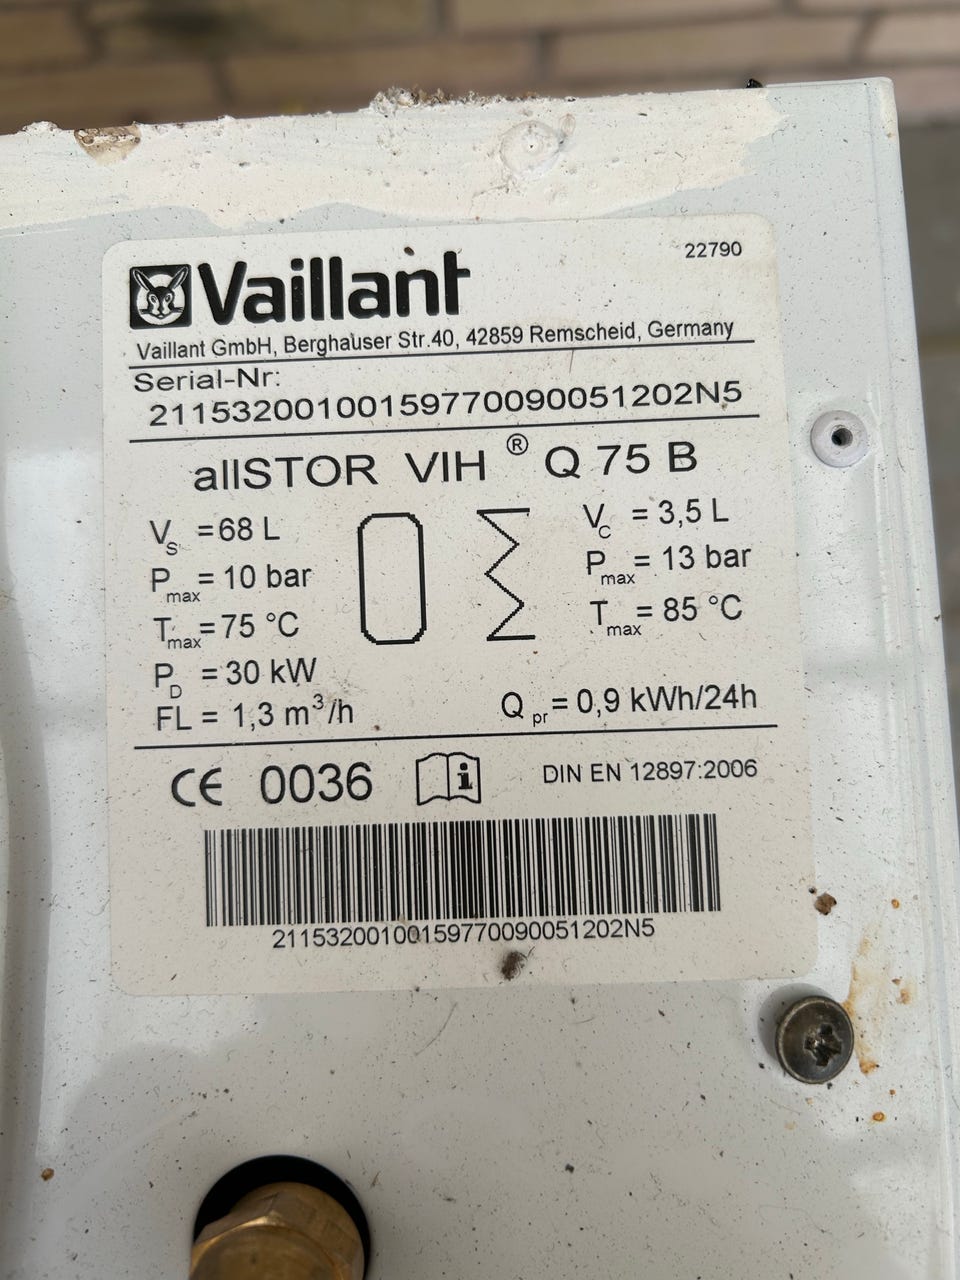 Vaillant
22790
Vaillant GmbH, Berghauser Str.40, 42859 Remscheid, Germany
Serial-Nr:
21153200100159770090051202N5
allSTOR VIH ® Q 75 B
Vs = 68 L
Pmax = 10 bar
Tmax = 75 °C
PD = 30 kW
FL = 1,3 m³/h
Vc = 3,5 L
Pmax = 13 bar
Tmax = 85 °C
Qpr = 0,9 kWh/24h
CE 0036
DIN EN 12897:2006
21153200100159770090051202N5